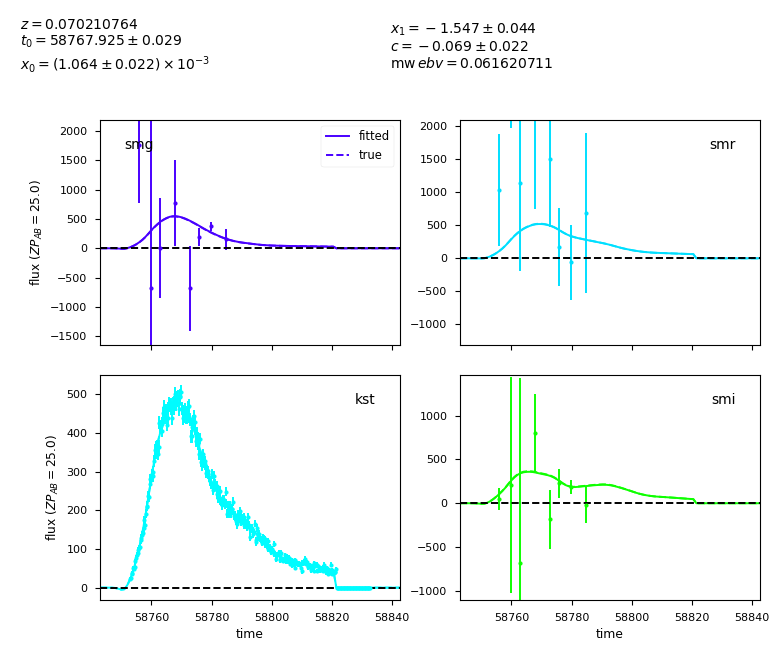 z = 0.070210764
t₀ = 58767.925 ± 0.029
x₀ = (1.064 ± 0.022) × 10⁻³
x₁ = −1.547 ± 0.044
c = −0.069 ± 0.022
mw ebv = 0.061620711
2000
1500
1000
500
0
−500
−1000
−1500
flux (ZP_AB = 25.0)
smg
fitted
true
2000
1500
1000
500
0
−500
−1000
smr
500
400
300
200
100
0
flux (ZP_AB = 25.0)
kst
58760
58780
58800
58820
58840
time
1000
500
0
−500
−1000
smi
58760
58780
58800
58820
58840
time